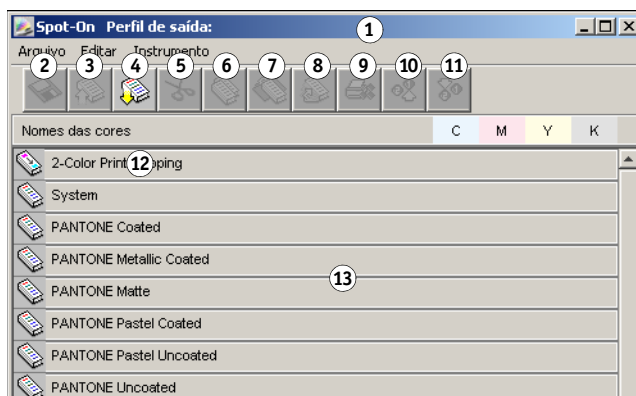 Spot-On Perfil de saída:
1
Arquivo Editar Instrumento
2 3 4 5 6 7 8 9 10 11
Nomes das cores C M Y K
2-Color Print 12 pping
System
PANTONE Coated
PANTONE Metallic Coated
13
PANTONE Matte
PANTONE Pastel Coated
PANTONE Pastel Uncoated
PANTONE Uncoated